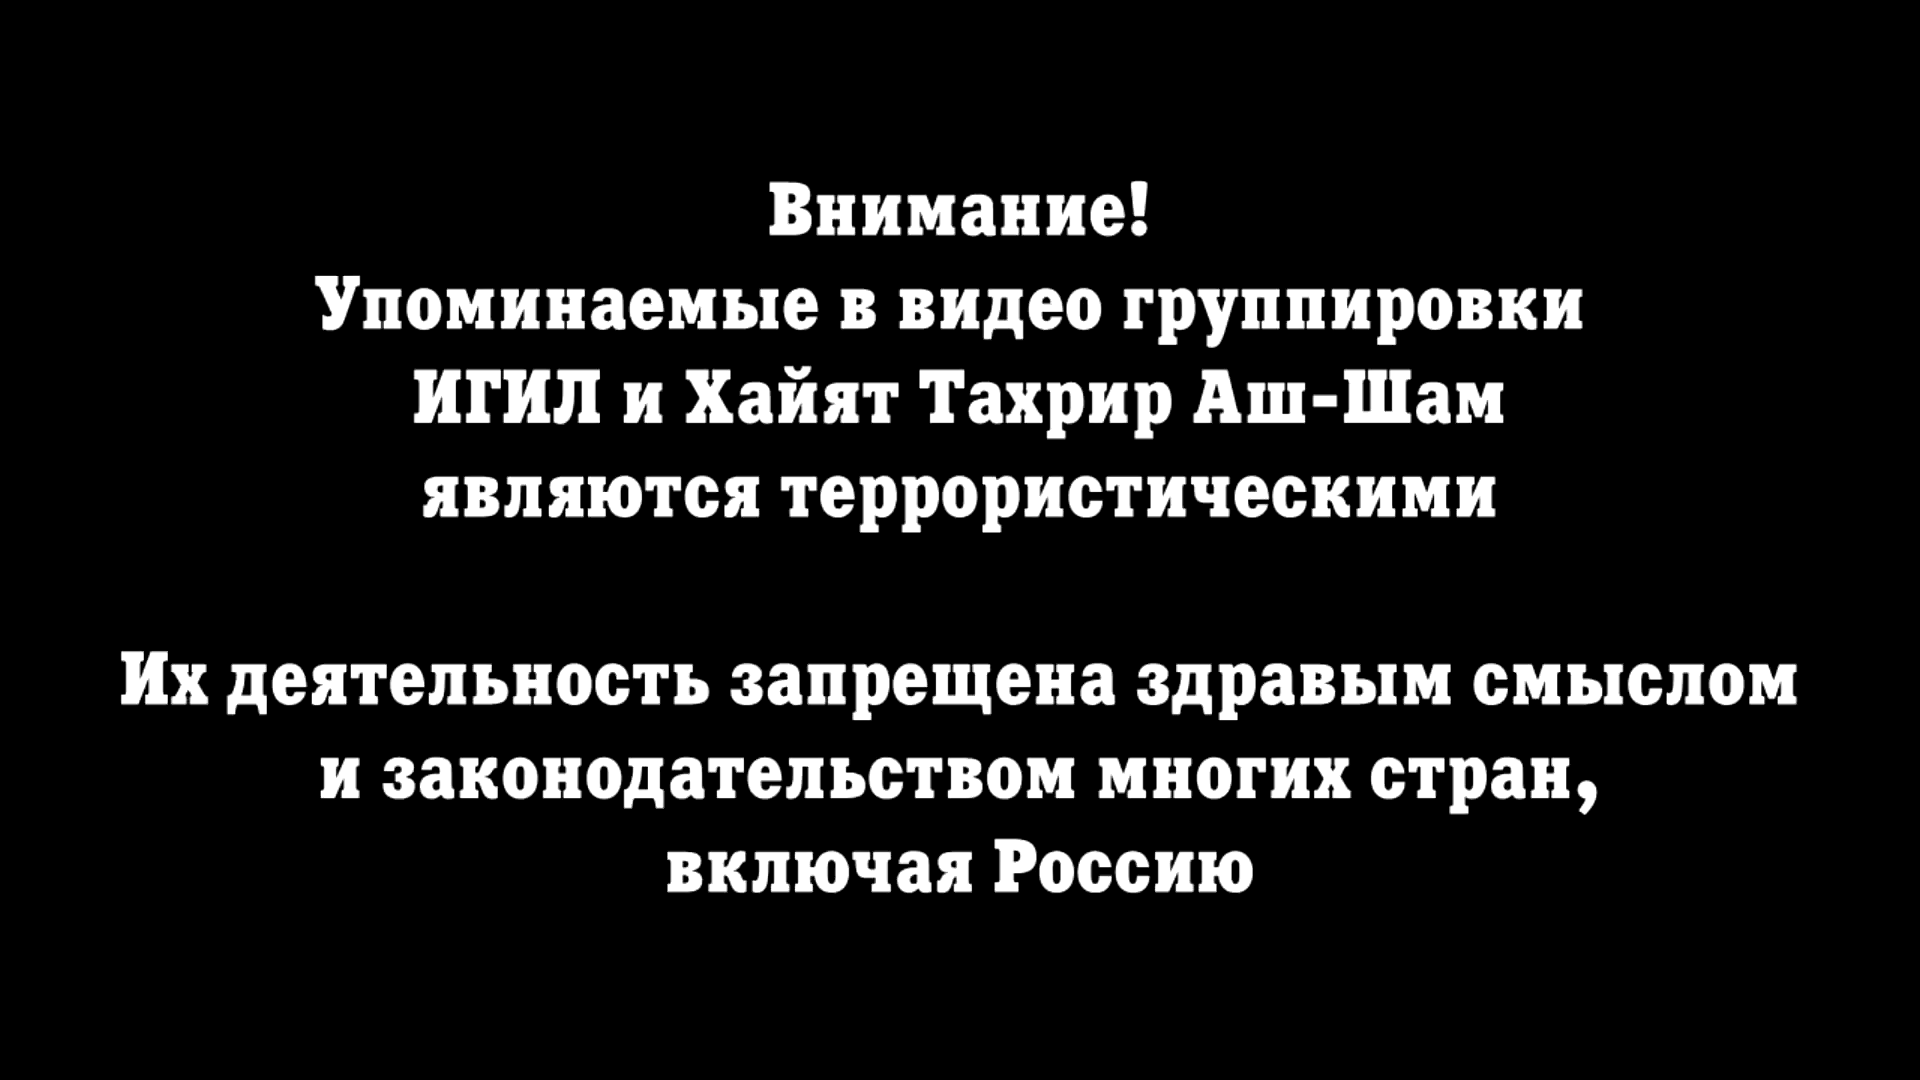 Внимание!
Упоминаемые в видео группировки
ИГИЛ и Хайят Тахрир Аш-Шам
являются террористическими
Их деятельность запрещена здравым смыслом
и законодательством многих стран,
включая Россию